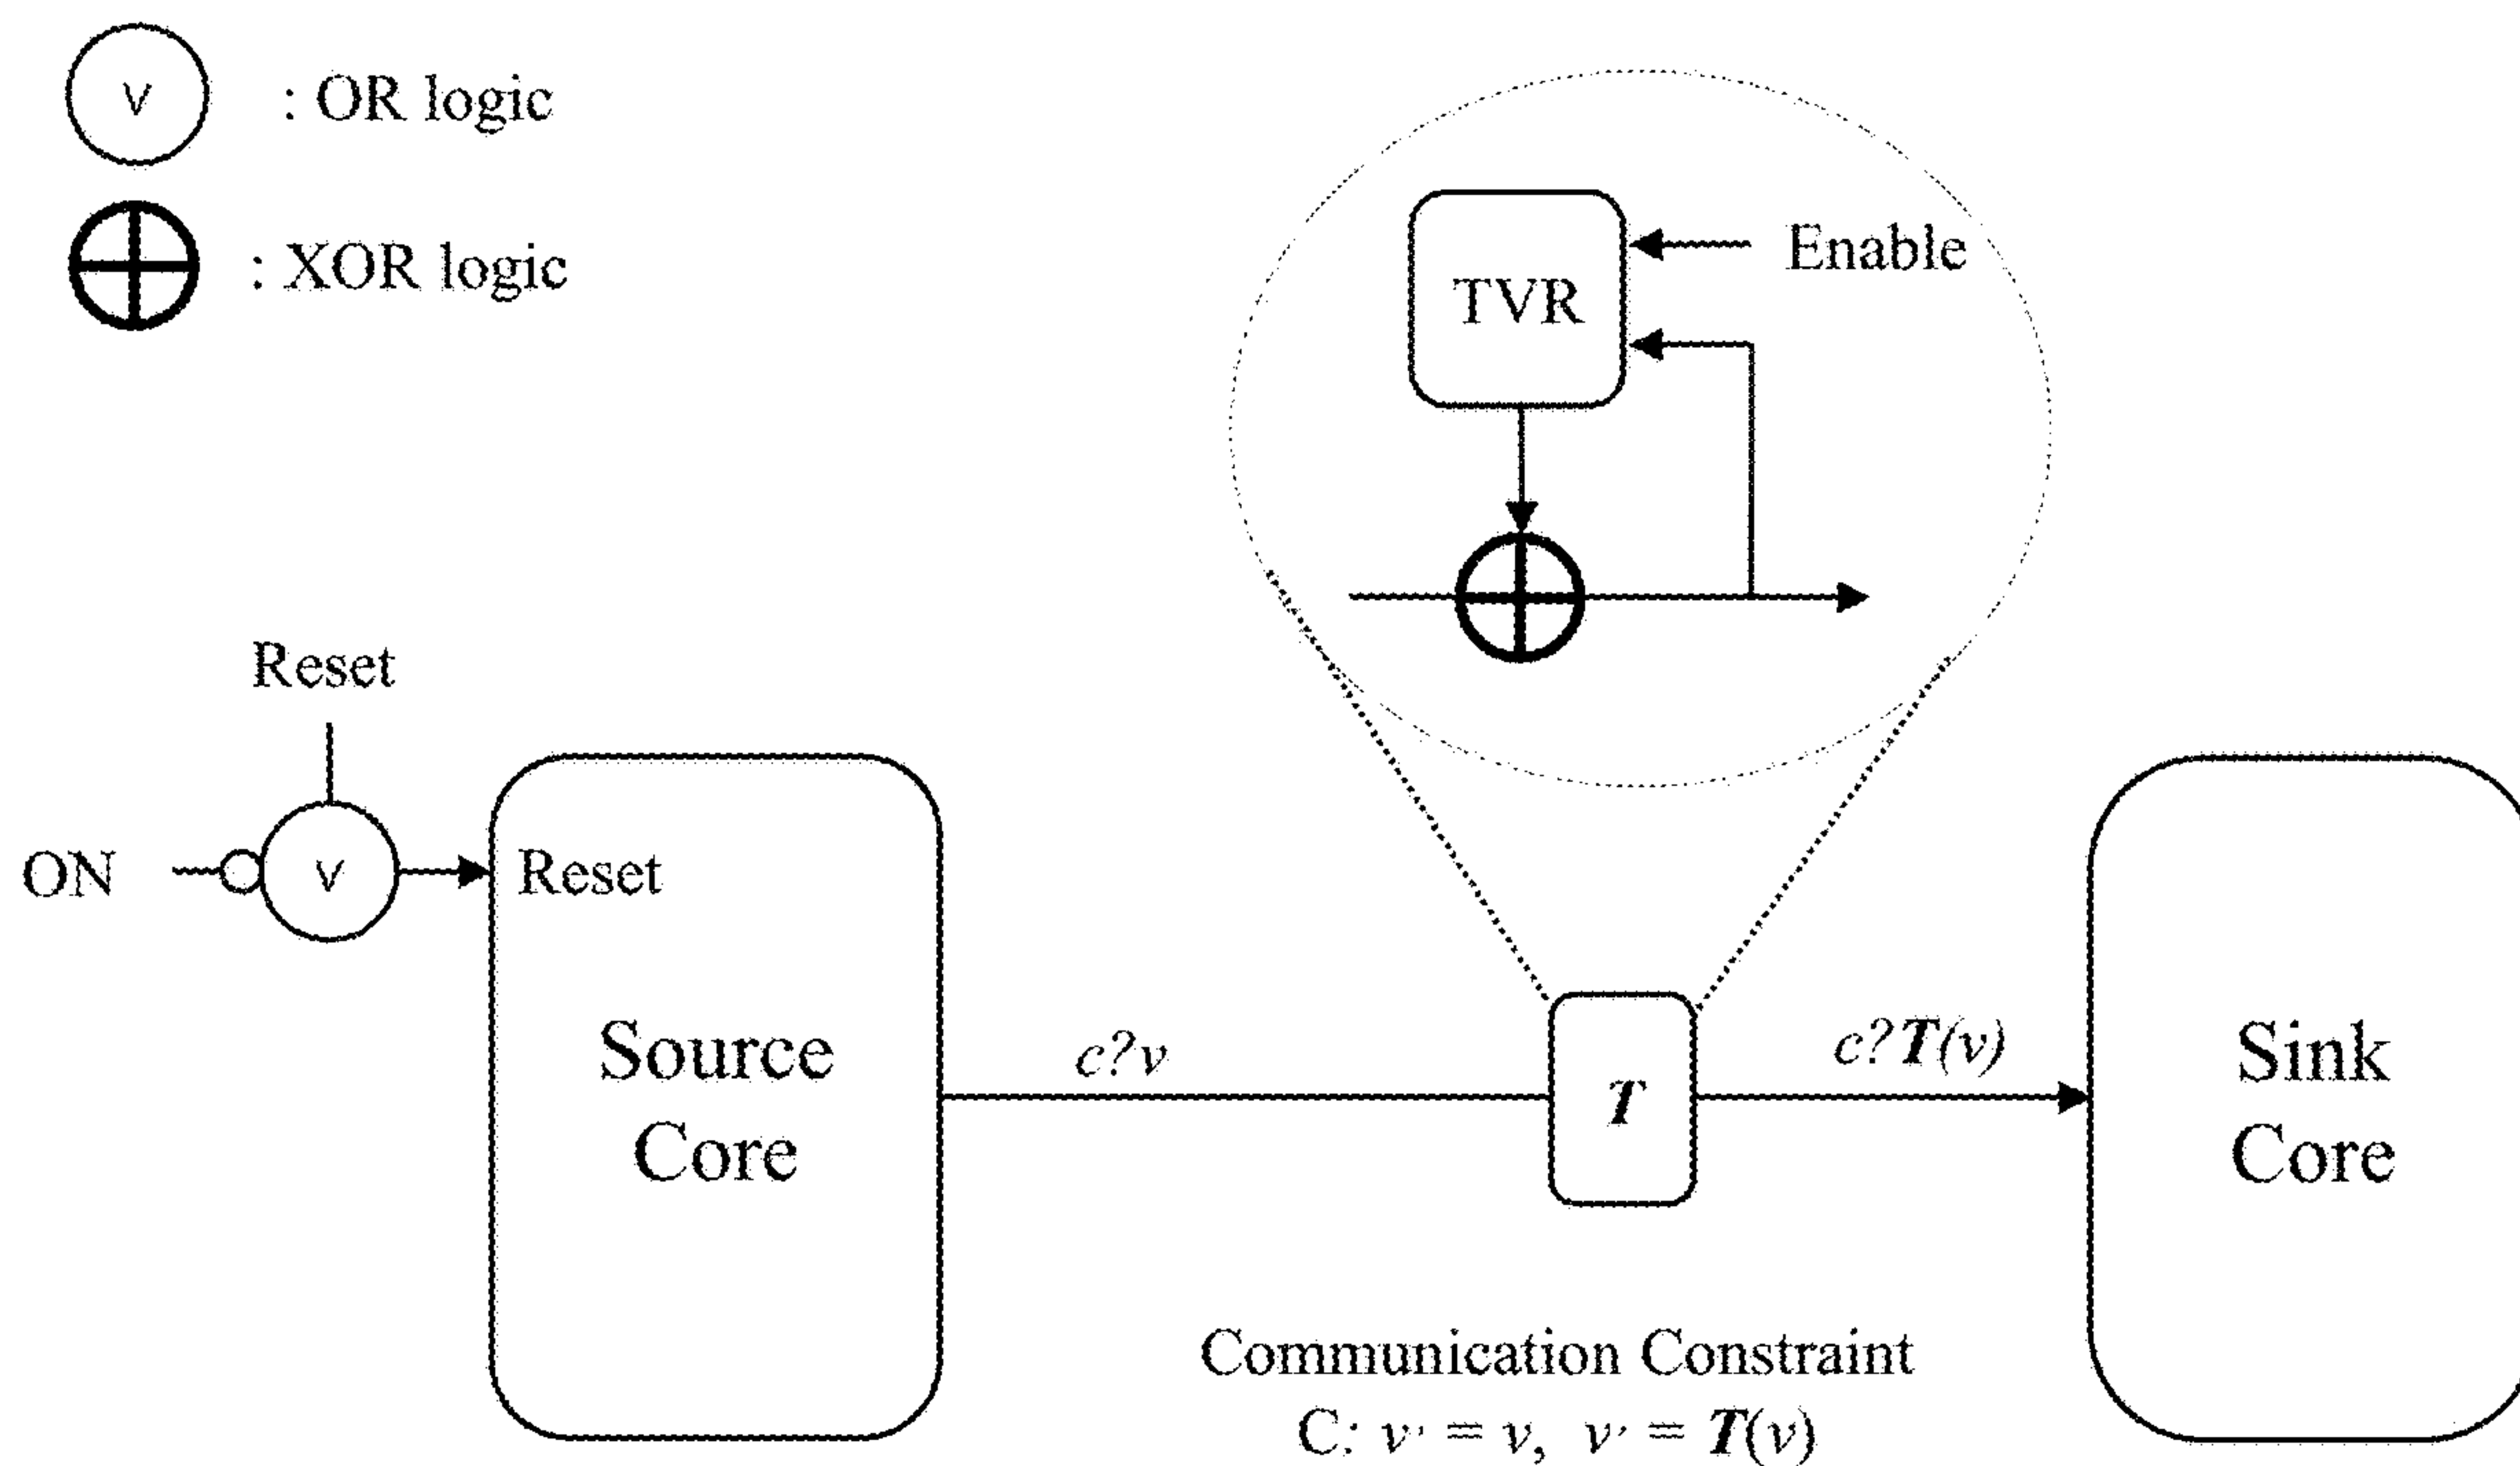 v : OR logic
: XOR logic
Enable
TVR
Reset
ON v Reset
c?v
c?T(v)
T
Source
Core
Sink
Core
Communication Constraint
C: v' = v, v' = T(v)